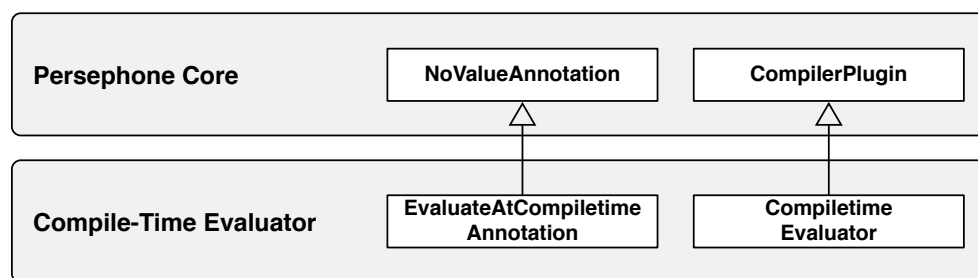 Persephone Core
NoValueAnnotation
CompilerPlugin
Compile-Time Evaluator
EvaluateAtCompiletime
Annotation
Compiletime
Evaluator